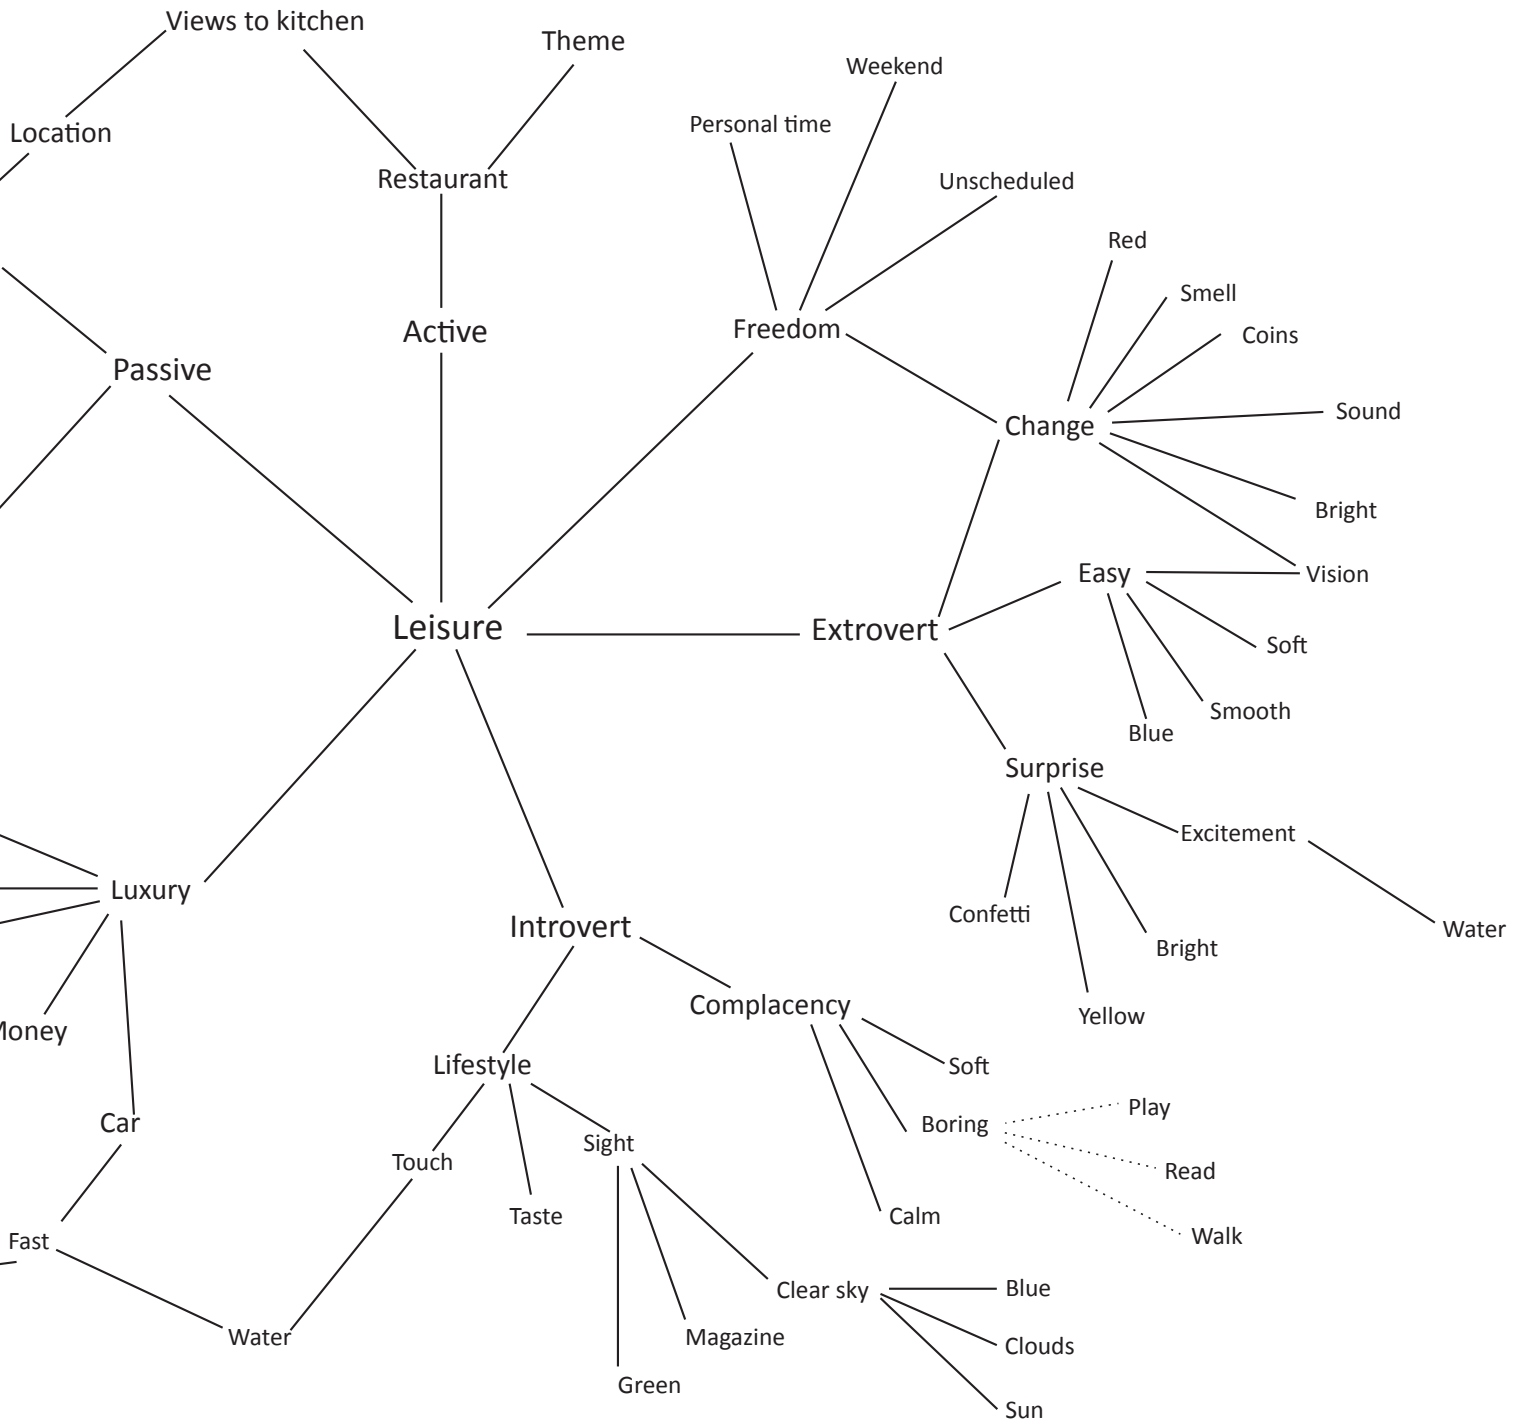 Views to kitchen
Theme
Weekend
Location
Personal time
Restaurant
Unscheduled
Red
Smell
Active
Freedom
Coins
Passive
Change
Sound
Bright
Easy
Vision
Leisure
Extrovert
Soft
Smooth
Blue
Surprise
Excitement
Luxury
Confetti
Introvert
Water
Bright
Complacency
Yellow
Money
Lifestyle
Soft
Car
Boring
Play
Sight
Touch
Read
Taste
Calm
Walk
Fast
Clear sky
Blue
Water
Magazine
Clouds
Green
Sun